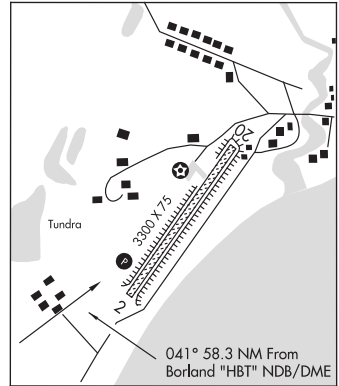 20
3300 X 75
Tundra
P
2
041° 58.3 NM From
Borland "HBT" NDB/DME